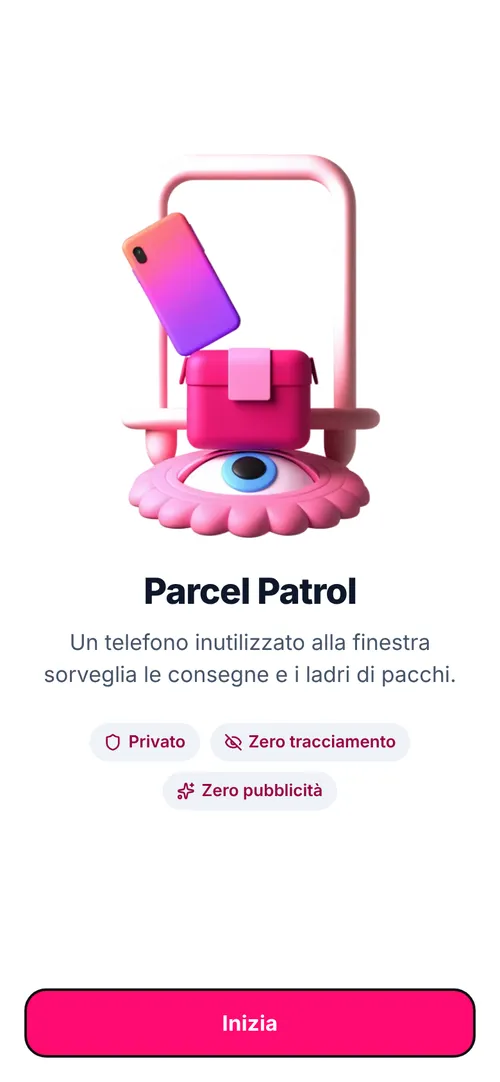 Parcel Patrol
Un telefono inutilizzato alla finestra
sorveglia le consegne e i ladri di pacchi.
Privato
Zero tracciamento
Zero pubblicità
Inizia